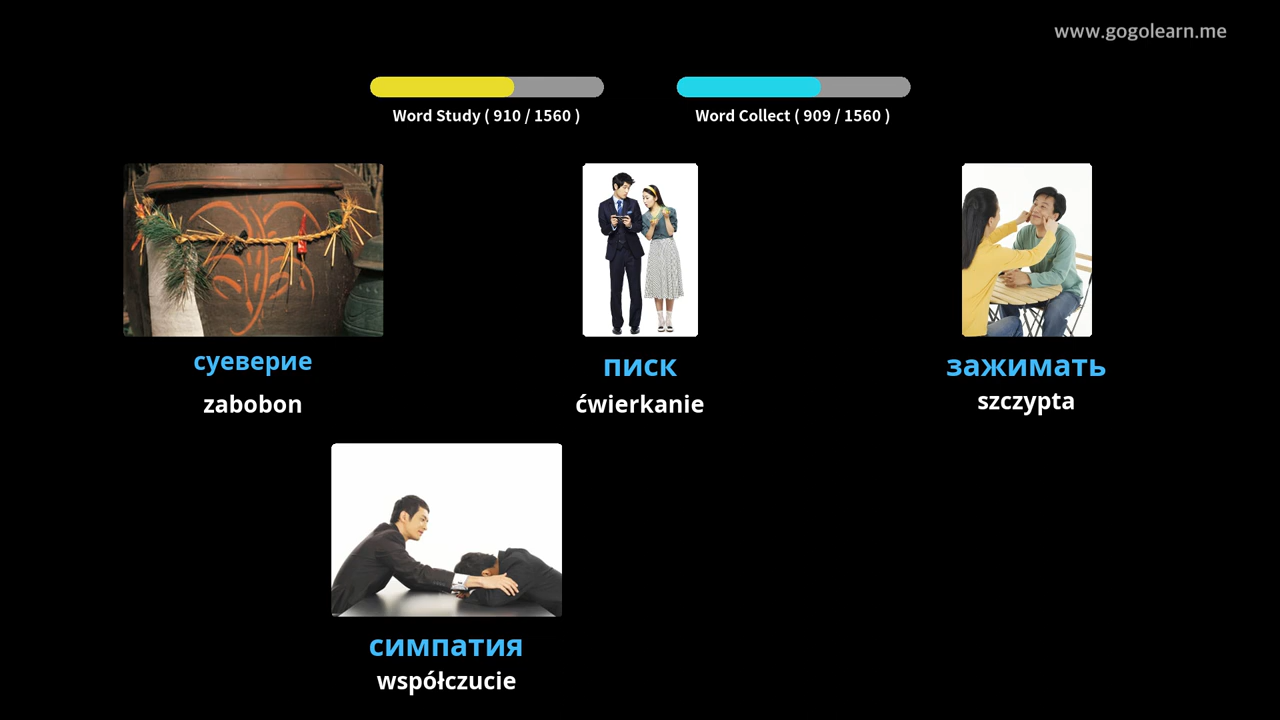 www.gogolearn.me
Word Study ( 910 / 1560 )
Word Collect ( 909 / 1560 )
суеверие
zabobon
писк
ćwierkanie
зажимать
szczypta
симпатия
współczucie